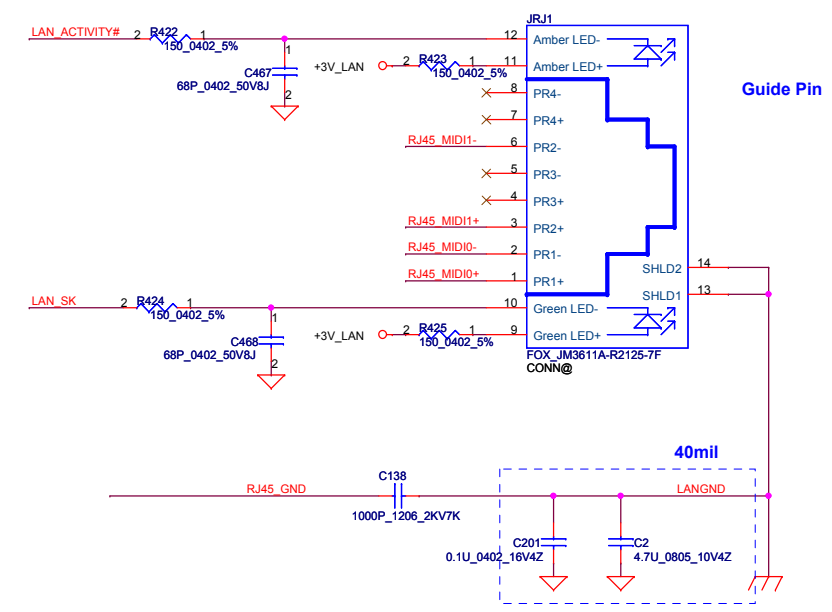 JRJ1
LAN_ACTIVITY# 2 R422 1 12 Amber LED-
150_0402_5%
1
C467
68P_0402_50V8J
2
+3V_LAN 2 R423 1 11 Amber LED+
150_0402_5%
8 PR4-
Guide Pin
7 PR4+
RJ45_MIDI1- 6 PR2-
5 PR3-
4 PR3+
RJ45_MIDI1+ 3 PR2+
RJ45_MIDI0- 2 PR1-
SHLD2 14
RJ45_MIDI0+ 1 PR1+
SHLD1 13
LAN_SK 2 R424 1 10 Green LED-
150_0402_5%
1
C468
68P_0402_50V8J
2
+3V_LAN 2 R425 1 9 Green LED+
150_0402_5%
FOX_JM3611A-R2125-7F
CONN@
40mil
C138
RJ45_GND LANGND
1000P_1206_2KV7K
C201 C2
0.1U_0402_16V4Z 4.7U_0805_10V4Z